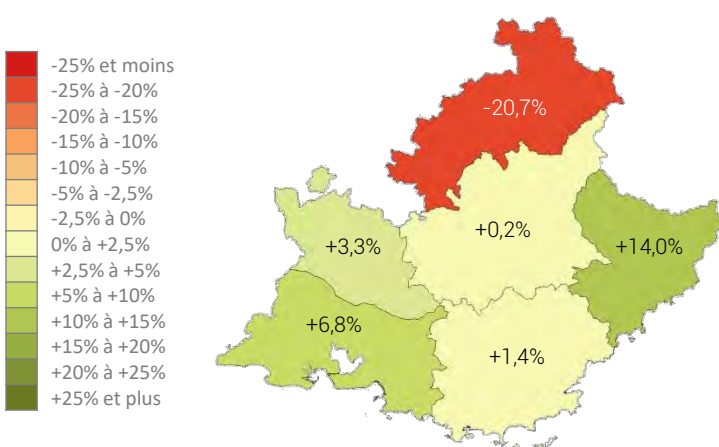 -25% et moins
-25% à -20%
-20% à -15%
-15% à -10%
-10% à -5%
-5% à -2,5%
-2,5% à 0%
0% à +2,5%
+2,5% à +5%
+5% à +10%
+10% à +15%
+15% à +20%
+20% à +25%
+25% et plus
-20,7%
+0,2%
+3,3%
+14,0%
+6,8%
+1,4%